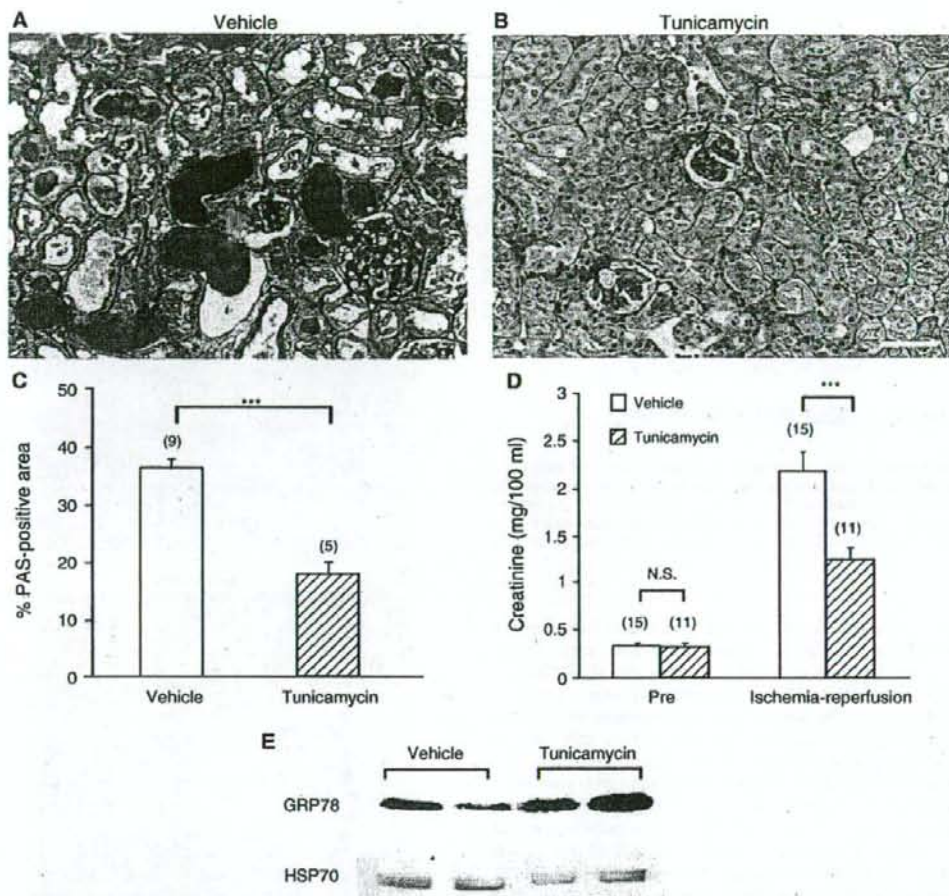 A Vehicle
B Tunicamycin
C
50
40
30
20
10
0
% PAS-positive area
(9)
***
(5)
Vehicle Tunicamycin
D
3
2.5
2
1.5
1
0.5
0
Creatinine (mg/100 ml)
Vehicle
Tunicamycin
***
(15)
(11)
N.S.
(15) (11)
Pre Ischemia-reperfusion
E
Vehicle Tunicamycin
GRP78
HSP70